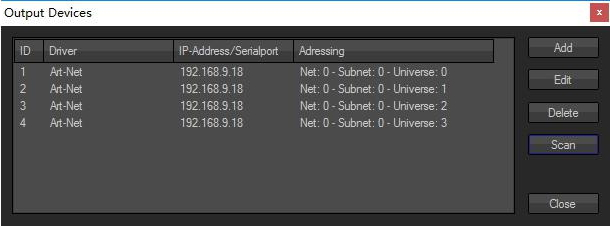 Output Devices
x
ID Driver IP-Address/Serialport Adressing
1 Art-Net 192.168.9.18 Net: 0 - Subnet: 0 - Universe: 0
2 Art-Net 192.168.9.18 Net: 0 - Subnet: 0 - Universe: 1
3 Art-Net 192.168.9.18 Net: 0 - Subnet: 0 - Universe: 2
4 Art-Net 192.168.9.18 Net: 0 - Subnet: 0 - Universe: 3
Add
Edit
Delete
Scan
Close